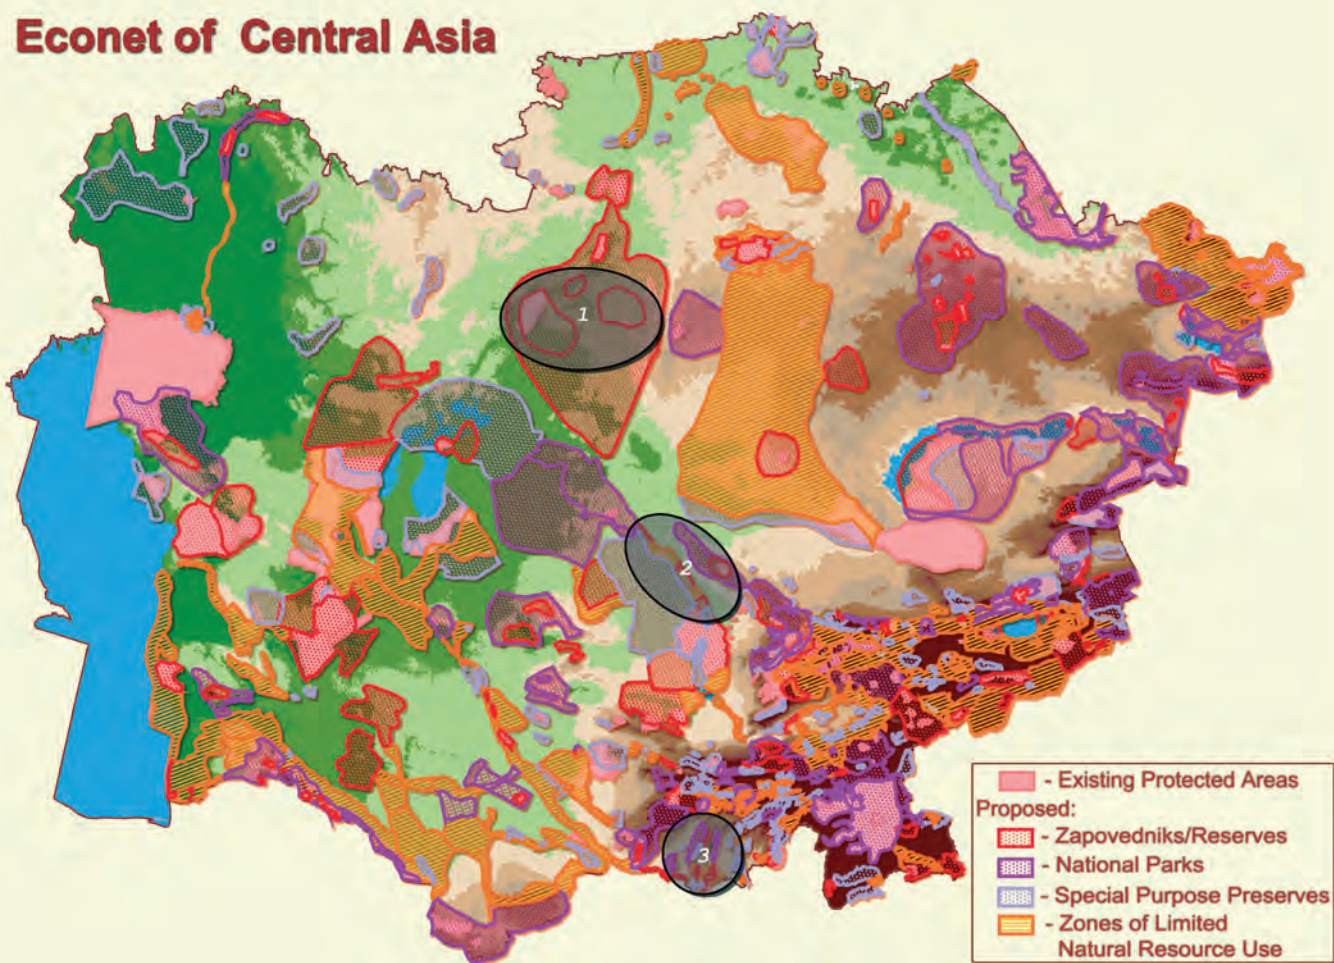 Econet of Central Asia
1
2
3
- Existing Protected Areas
Proposed:
- Zapovedniks/Reserves
- National Parks
- Special Purpose Preserves
- Zones of Limited
Natural Resource Use